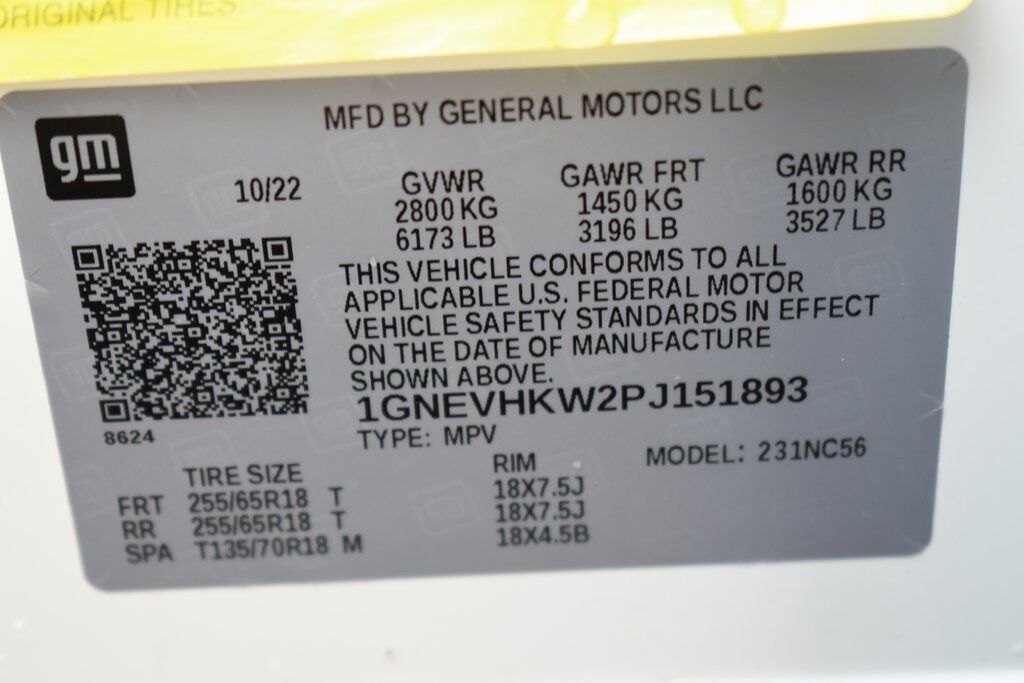 ORIGINAL TIRES
MFD BY GENERAL MOTORS LLC
gm
10/22
GVWR GAWR FRT GAWR RR
2800 KG 1450 KG 1600 KG
6173 LB 3196 LB 3527 LB
THIS VEHICLE CONFORMS TO ALL
APPLICABLE U.S. FEDERAL MOTOR
VEHICLE SAFETY STANDARDS IN EFFECT
ON THE DATE OF MANUFACTURE
SHOWN ABOVE.
1GNEVHKW2PJ151893
8624
TYPE: MPV MODEL: 231NC56
TIRE SIZE RIM
FRT 255/65R18 T 18X7.5J
RR 255/65R18 T 18X7.5J
SPA T135/70R18 M 18X4.5B